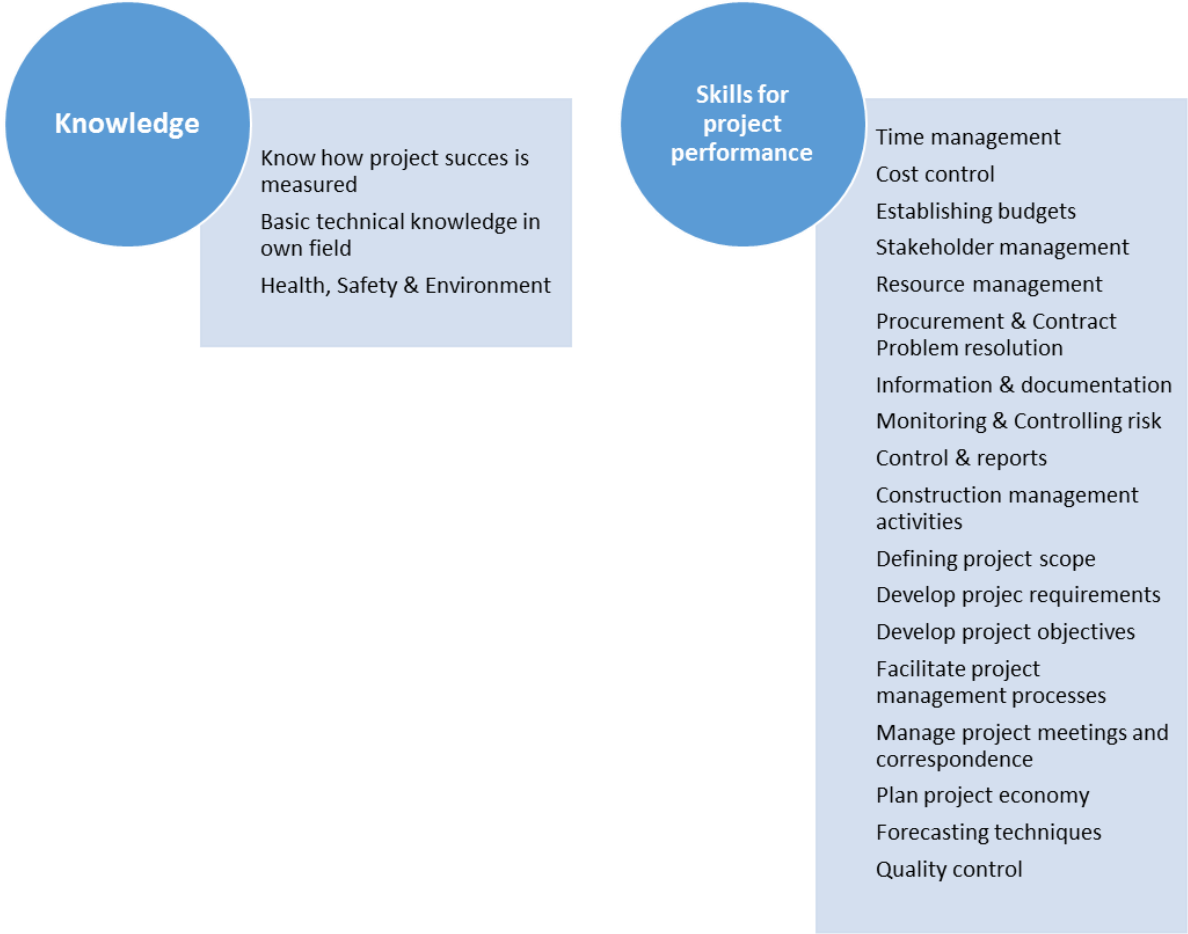 Knowledge
Know how project succes is
measured
Basic technical knowledge in
own field
Health, Safety & Environment
Skills for
project
performance
Time management
Cost control
Establishing budgets
Stakeholder management
Resource management
Procurement & Contract
Problem resolution
Information & documentation
Monitoring & Controlling risk
Control & reports
Construction management
activities
Defining project scope
Develop projec requirements
Develop project objectives
Facilitate project
management processes
Manage project meetings and
correspondence
Plan project economy
Forecasting techniques
Quality control